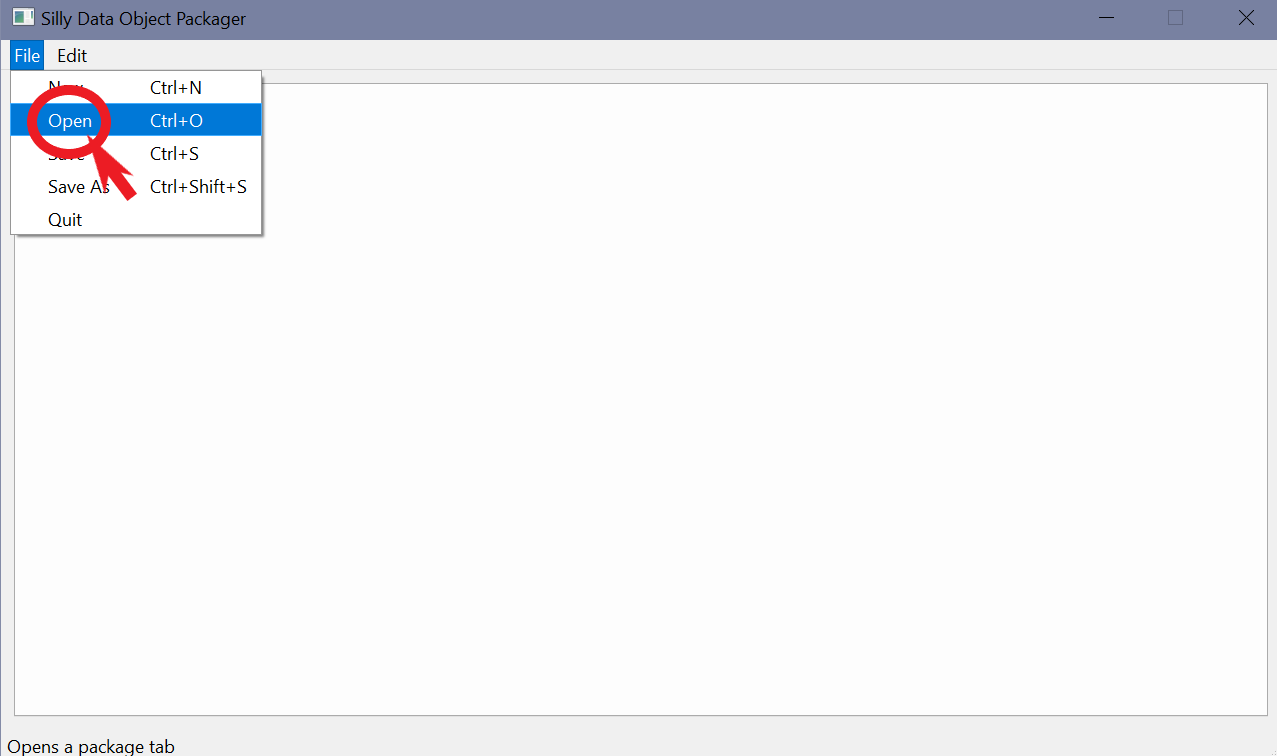 Silly Data Object Packager
File Edit
New Ctrl+N
Open Ctrl+O
Save Ctrl+S
Save As Ctrl+Shift+S
Quit
Opens a package tab